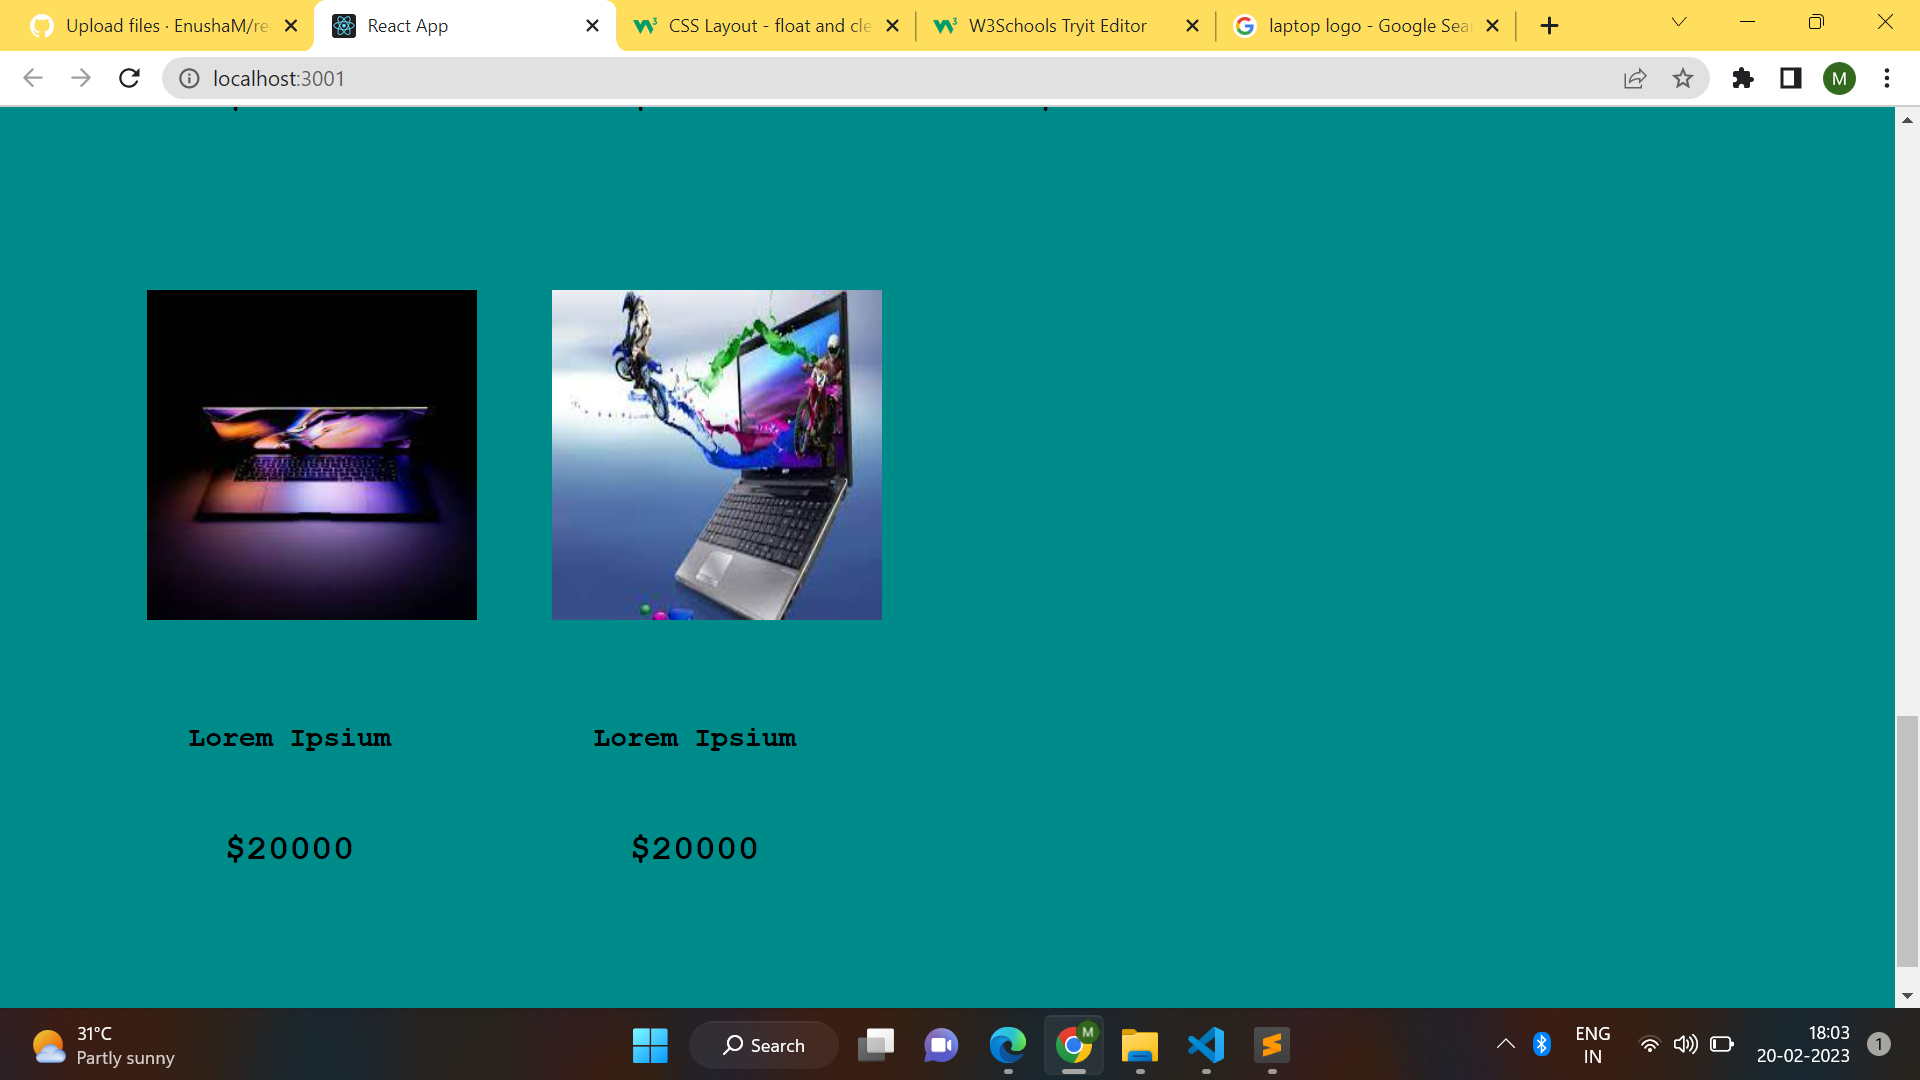 Upload files · EnushaM/re
React App
CSS Layout - float and cle
W3Schools Tryit Editor
laptop logo - Google Sea
localhost:3001
M
Lorem Ipsium
Lorem Ipsium
$20000
$20000
31°C
Partly sunny
Search
M
ENG
IN
18:03
20-02-2023
1